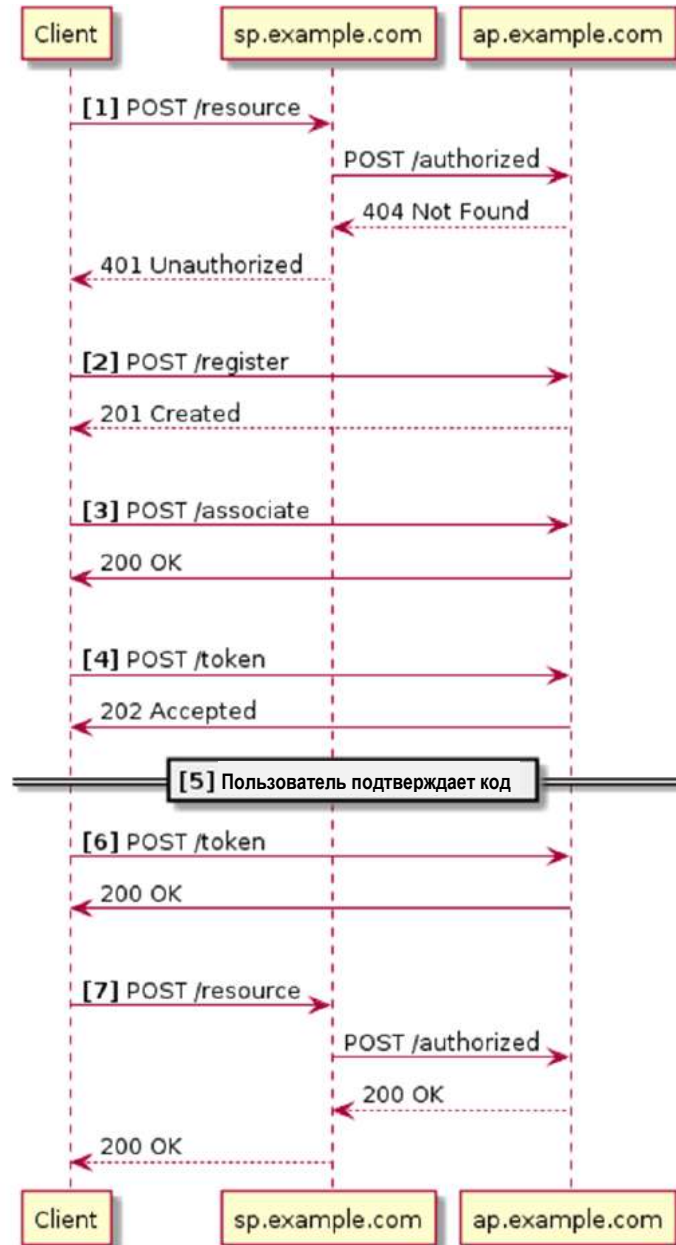 Client sp.example.com ap.example.com
[1] POST /resource
POST /authorized
404 Not Found
401 Unauthorized
[2] POST /register
201 Created
[3] POST /associate
200 OK
[4] POST /token
202 Accepted
[5] Пользователь подтверждает код
[6] POST /token
200 OK
[7] POST /resource
POST /authorized
200 OK
200 OK
Client sp.example.com ap.example.com